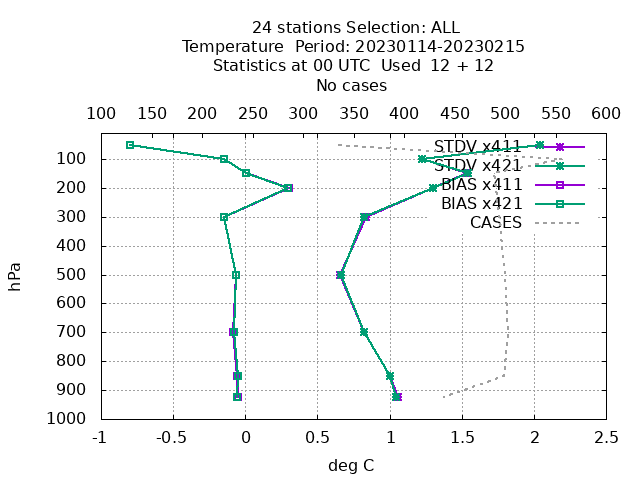 24 stations Selection: ALL
Temperature  Period: 20230114-20230215
Statistics at 00 UTC  Used  12 + 12
No cases
100 150 200 250 300 350 400 450 500 550 600
STDV x411
STDV x421
BIAS x411
BIAS x421
CASES
100
200
300
400
500
600
700
800
900
1000
hPa
-1 -0.5 0 0.5 1 1.5 2 2.5
deg C